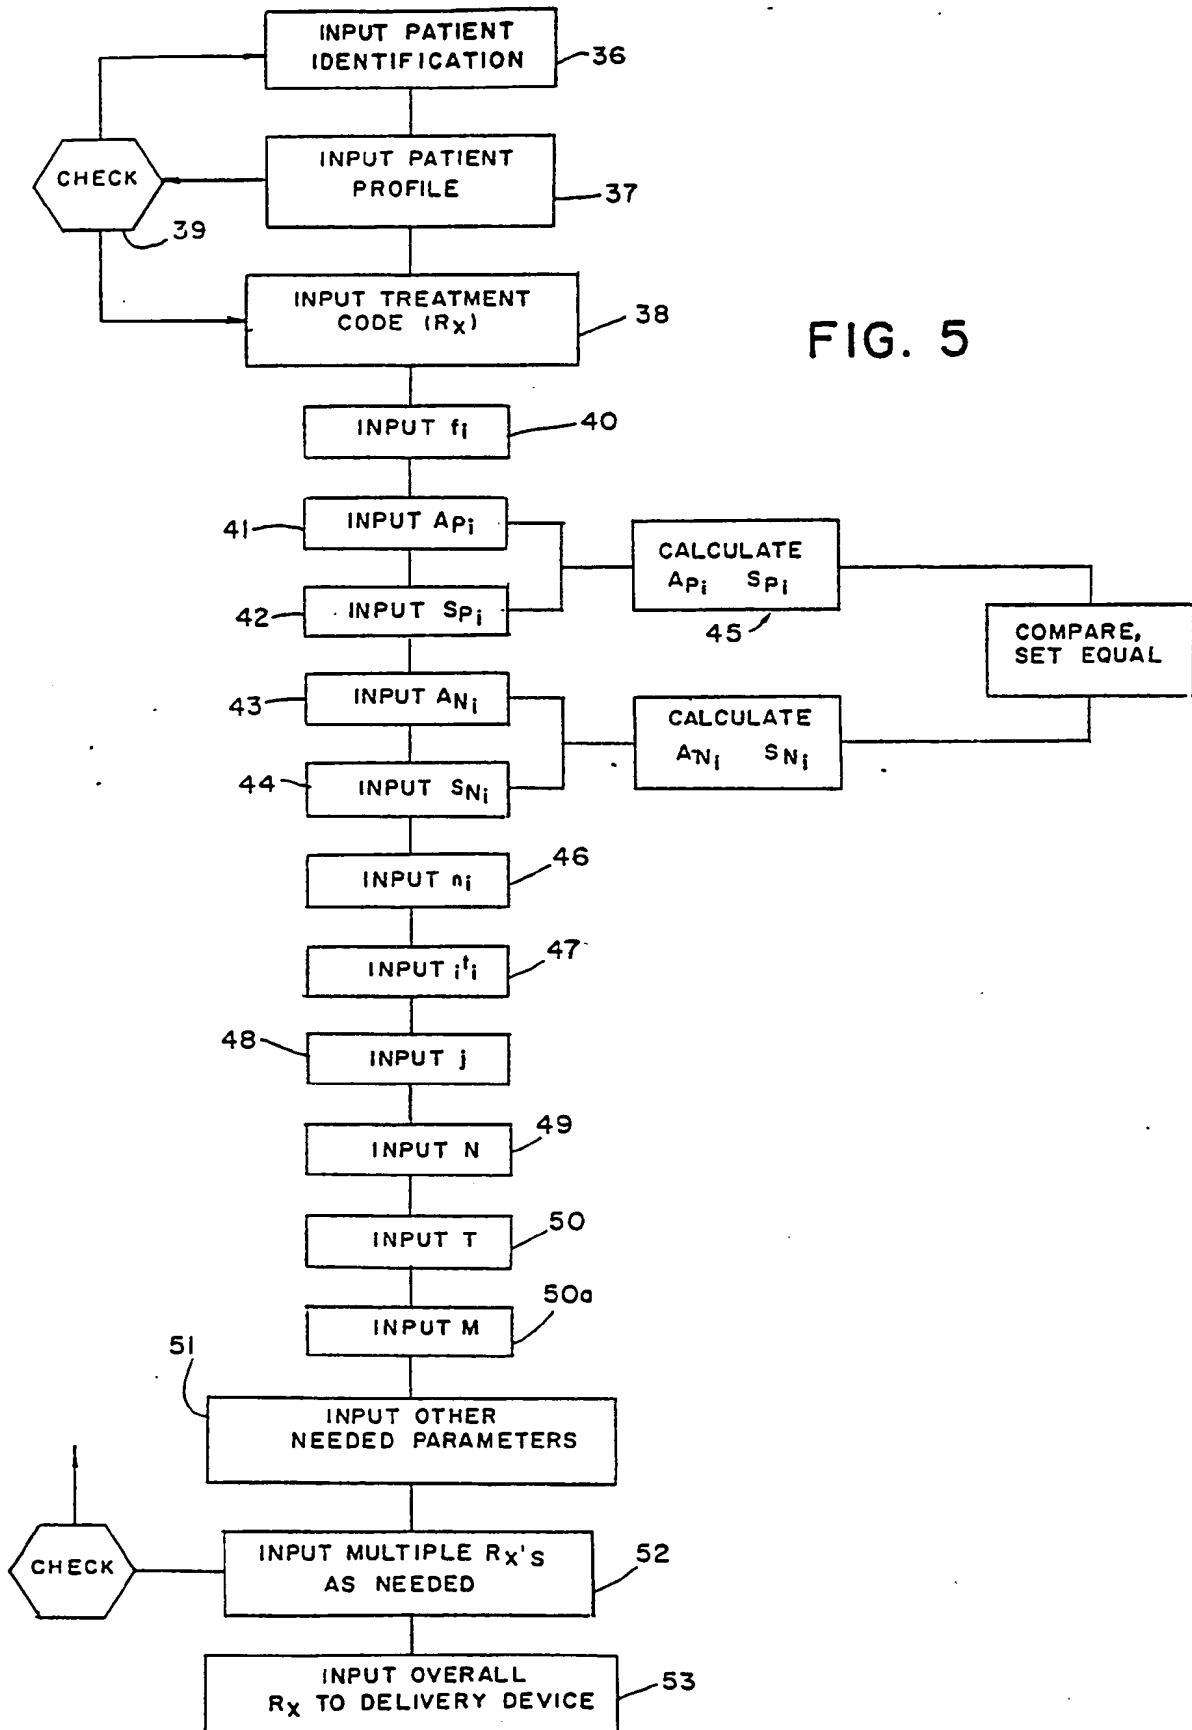 INPUT PATIENT
IDENTIFICATION
36
INPUT PATIENT
PROFILE
37
CHECK
39
INPUT TREATMENT
CODE (Rx)
38
FIG. 5
INPUT fi
40
41
INPUT APi
42
INPUT SPi
CALCULATE
APi SPi
45
COMPARE,
SET EQUAL
43
INPUT ANi
44
INPUT SNi
CALCULATE
ANi SNi
INPUT ni
46
INPUT iti
47
48
INPUT j
INPUT N
49
INPUT T
50
INPUT M
50a
51
INPUT OTHER
NEEDED PARAMETERS
CHECK
INPUT MULTIPLE Rx'S
AS NEEDED
52
INPUT OVERALL
Rx TO DELIVERY DEVICE
53